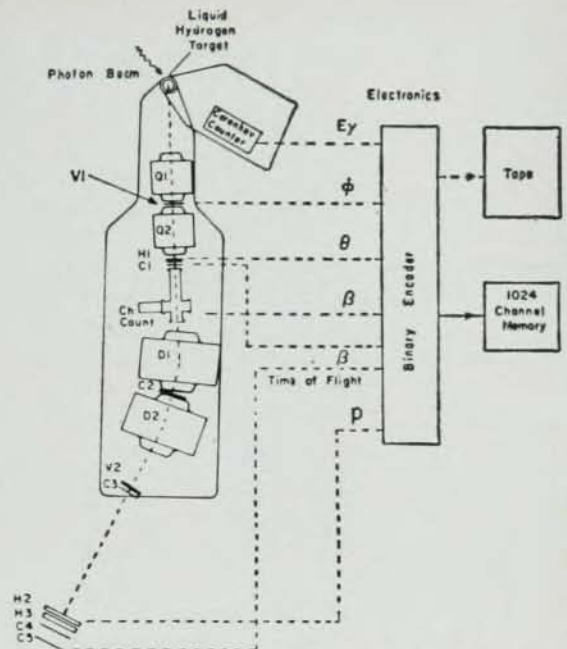 Liquid
Hydrogen
Target
Photon Beam
Cerenkov
Counter
Electronics
Eγ
Tape
Q1
V1
ϕ
Q2
H1
C1
θ
Ch
Count
β
Binary Encoder
1024
Channel
Memory
D1
C2
β
Time of Flight
D2
p
V2
C3
H2
H3
C4
C5